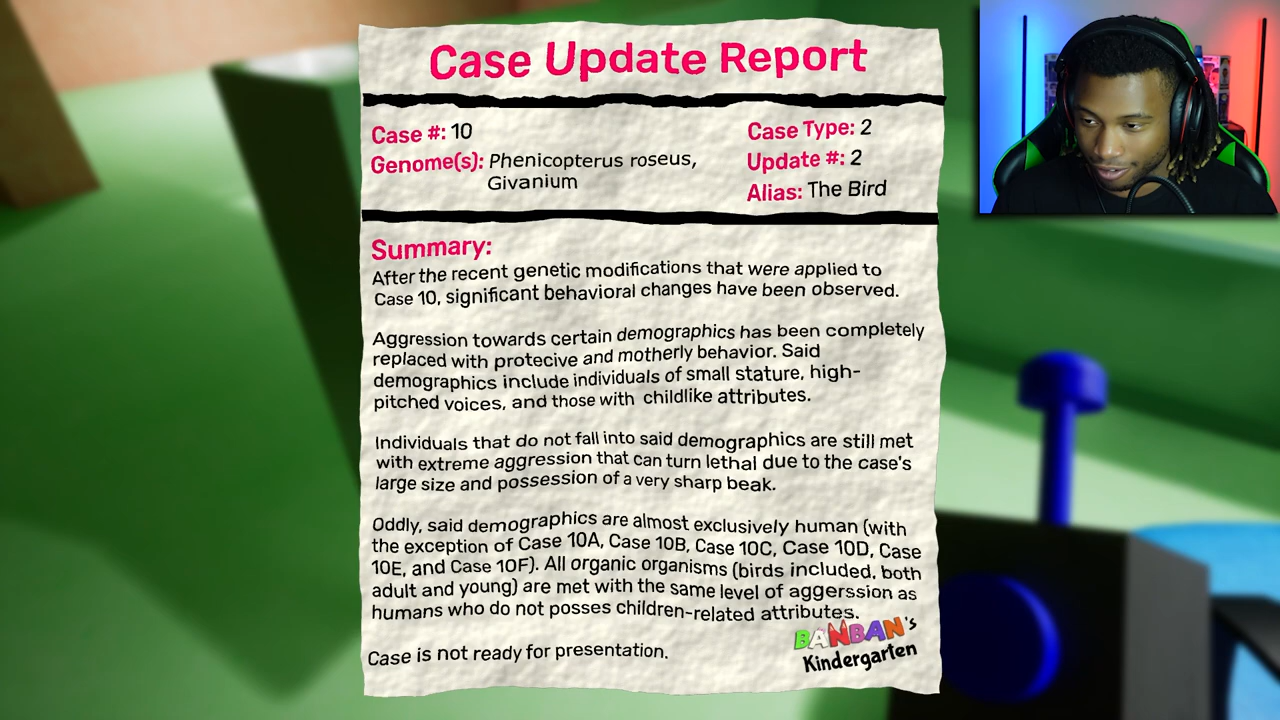 Case Update Report
Case #: 10
Genome(s): Phenicopterus roseus,
Givanium
Case Type: 2
Update #: 2
Alias: The Bird
Summary:
After the recent genetic modifications that were applied to
Case 10, significant behavioral changes have been observed.
Aggression towards certain demographics has been completely
replaced with protecive and motherly behavior. Said
demographics include individuals of small stature, high-
pitched voices, and those with childlike attributes.
Individuals that do not fall into said demographics are still met
with extreme aggression that can turn lethal due to the case's
large size and possession of a very sharp beak.
Oddly, said demographics are almost exclusively human (with
the exception of Case 10A, Case 10B, Case 10C, Case 10D, Case
10E, and Case 10F). All organic organisms (birds included, both
adult and young) are met with the same level of aggerssion as
humans who do not posses children-related attributes.
Case is not ready for presentation.
BANBAN's
Kindergarten